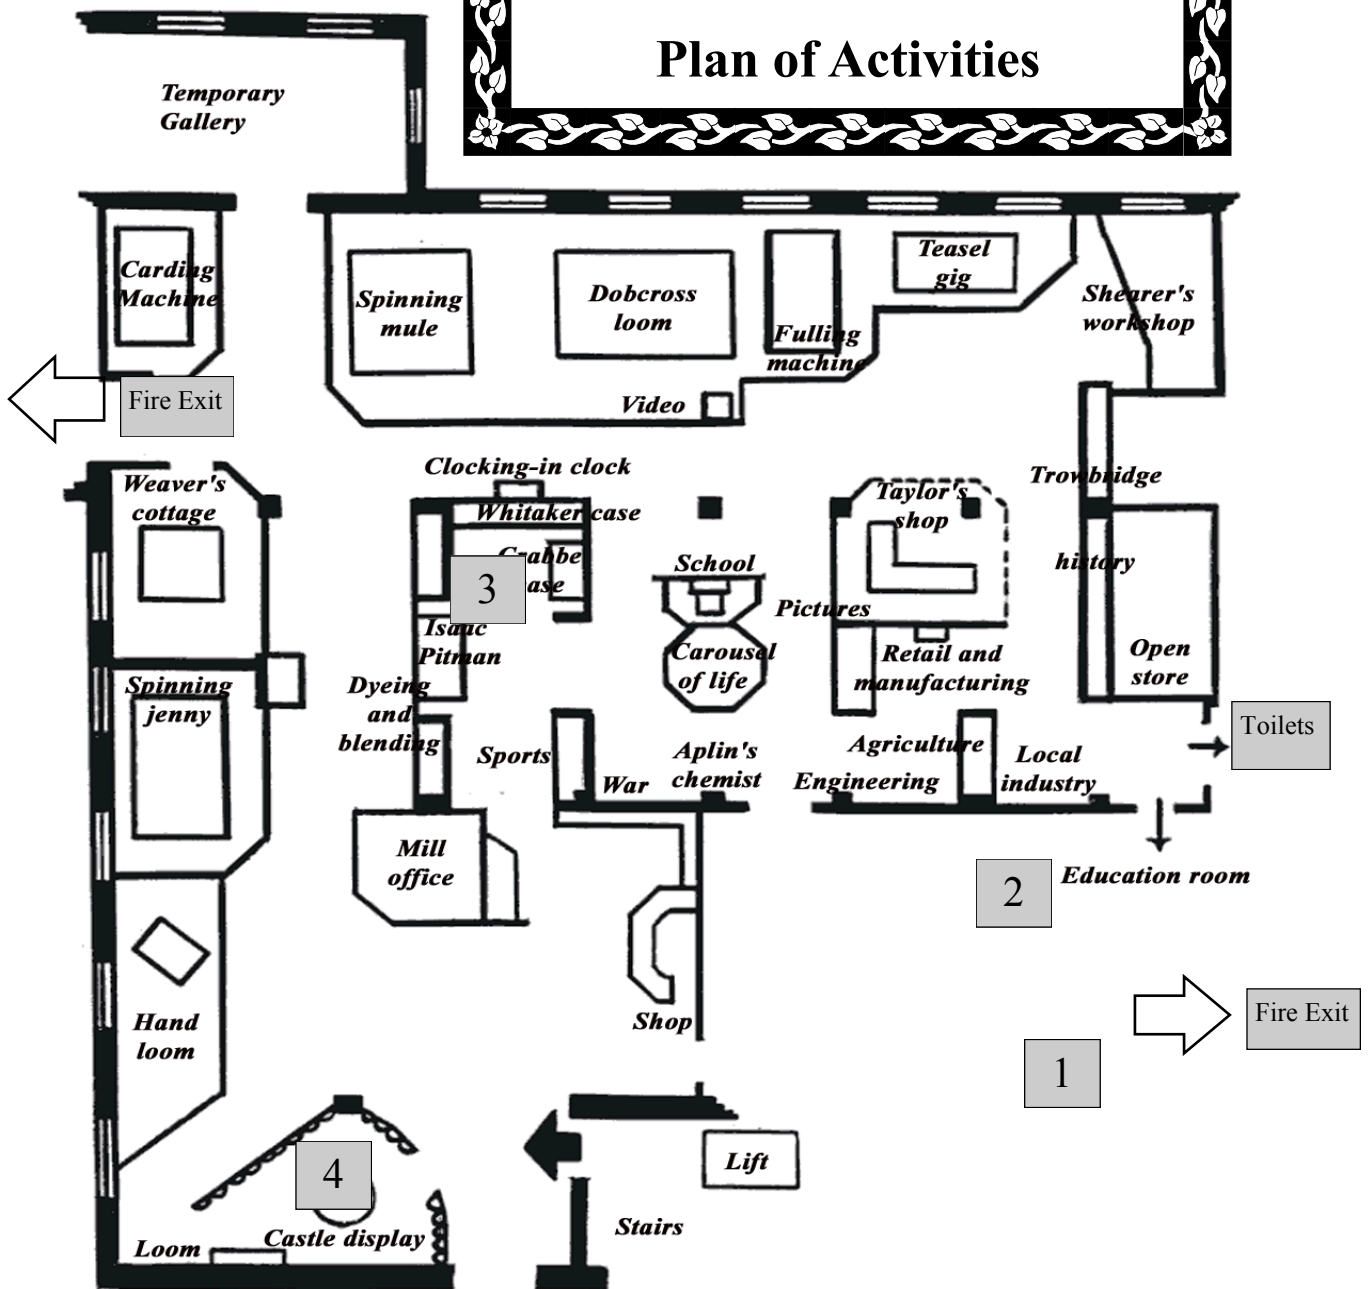 Plan of Activities
Temporary
Gallery
Carding
Machine
Spinning
mule
Dobcross
loom
Fulling
machine
Teasel
gig
Shearer's
workshop
Video
Fire Exit
Weaver's
cottage
Clocking-in clock
Whitaker case
Crabbe
case
3
Isaac
Pitman
School
Pictures
Carousel
of life
Taylor's
shop
Retail and
manufacturing
Trowbridge
history
Open
store
Toilets
Spinning
jenny
Dyeing
and
blending
Sports
War
Aplin's
chemist
Agriculture
Engineering
Local
industry
Mill
office
2
Education room
Hand
loom
Shop
Fire Exit
1
4
Lift
Stairs
Castle display
Loom